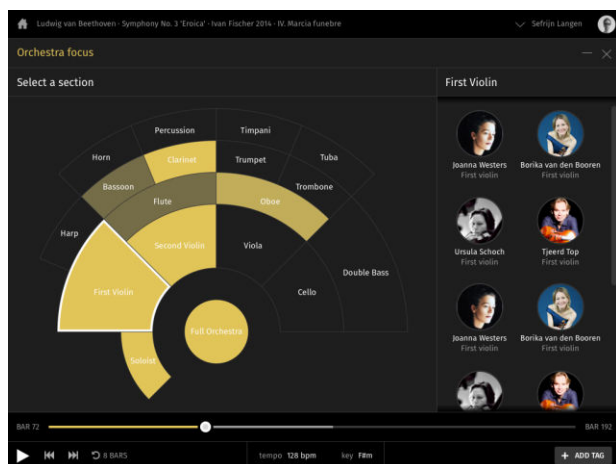 Ludwig van Beethoven · Symphony No. 3 'Eroica' · Ivan Fischer 2014 · IV. Marcia funebre
Sefrijn Langen
Orchestra focus
Select a section
First Violin
Percussion
Timpani
Horn
Clarinet
Trumpet
Tuba
Bassoon
Trombone
Flute
Oboe
Harp
Second Violin
Viola
Double Bass
First Violin
Cello
Full Orchestra
Soloist
Joanna Westers
First violin
Borika van den Booren
First violin
Ursula Schoch
First violin
Tjeerd Top
First violin
Joanna Westers
First violin
Borika van den Booren
First violin
BAR 72
BAR 192
8 BARS
tempo 128 bpm
key F#m
+ ADD TAG